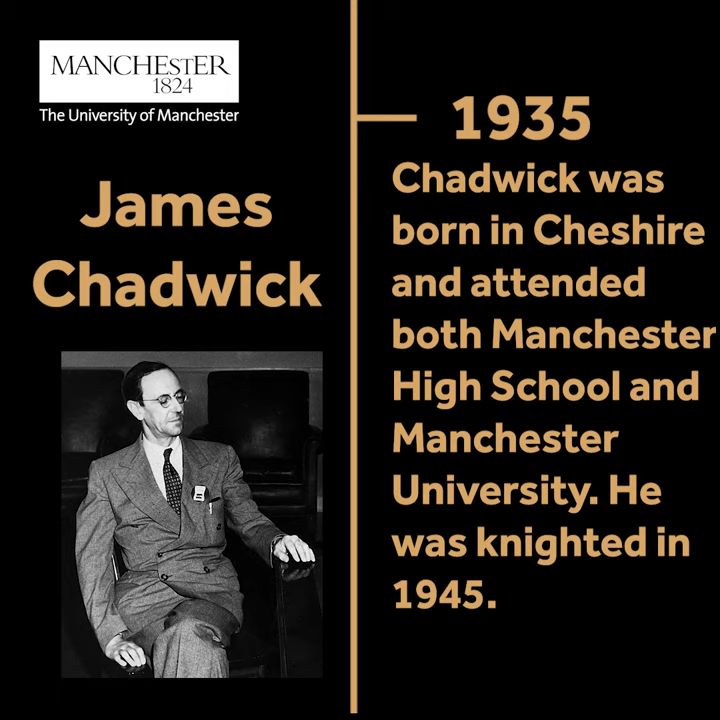 MANCHEStER
1824
The University of Manchester
James
Chadwick
1935
Chadwick was
born in Cheshire
and attended
both Manchester
High School and
Manchester
University. He
was knighted in
1945.